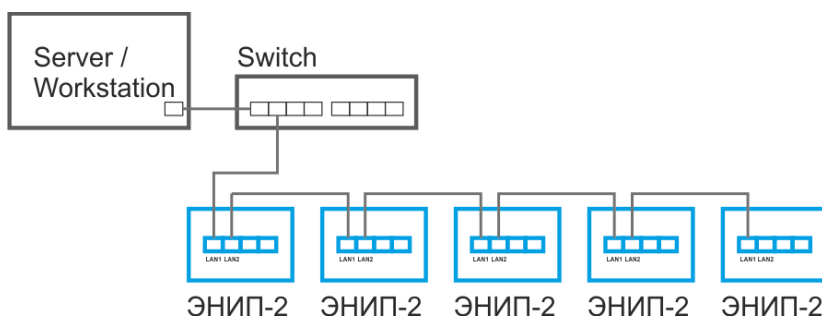 Server /
Workstation
Switch
LAN1 LAN2
LAN1 LAN2
LAN1 LAN2
LAN1 LAN2
LAN1 LAN2
ЭНИП-2
ЭНИП-2
ЭНИП-2
ЭНИП-2
ЭНИП-2